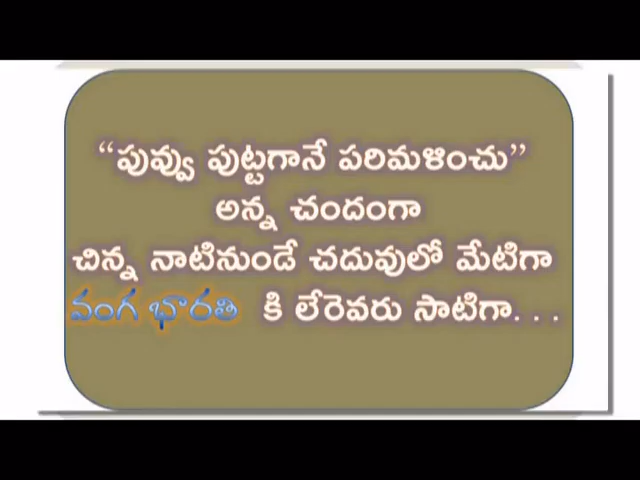 “పువ్వు పుట్టగానే పరిమళించు”
అన్న చందంగా
చిన్న నాటినుండే చదువులో మేటిగా
వంగ భారతి కి లేరెవరు సాటిగా. . .